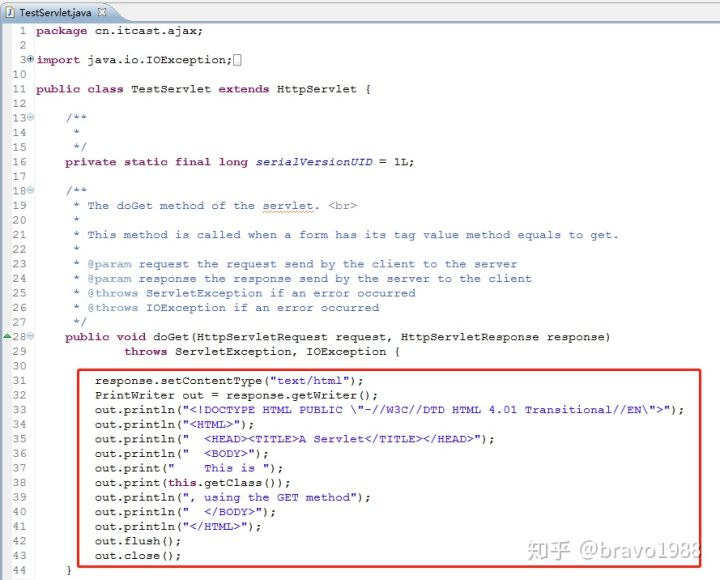 TestServlet.java
1 package cn.itcast.ajax;
2
3 import java.io.IOException;
10
11 public class TestServlet extends HttpServlet {
12
13 /**
14 *
15 */
16 private static final long serialVersionUID = 1L;
17
18 /**
19 * The doGet method of the servlet. <br>
20 *
21 * This method is called when a form has its tag value method equals to get.
22 *
23 * @param request the request send by the client to the server
24 * @param response the response send by the server to the client
25 * @throws ServletException if an error occurred
26 * @throws IOException if an error occurred
27 */
28 public void doGet(HttpServletRequest request, HttpServletResponse response)
29 throws ServletException, IOException {
30
31 response.setContentType("text/html");
32 PrintWriter out = response.getWriter();
33 out.println("<!DOCTYPE HTML PUBLIC \"-//W3C//DTD HTML 4.01 Transitional//EN\">");
34 out.println("<HTML>");
35 out.println("  <HEAD><TITLE>A Servlet</TITLE></HEAD>");
36 out.println("  <BODY>");
37 out.print("    This is ");
38 out.print(this.getClass());
39 out.println(", using the GET method");
40 out.println("  </BODY>");
41 out.println("</HTML>");
42 out.flush();
43 out.close();
44 }
知乎 @bravo1988